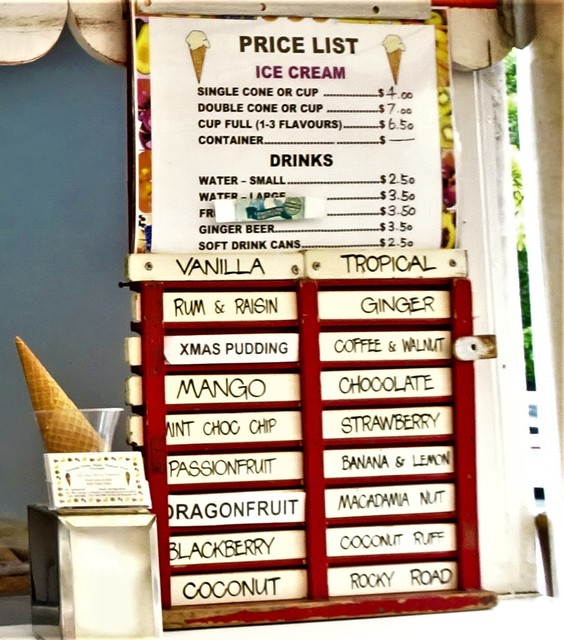 PRICE LIST
ICE CREAM
SINGLE CONE OR CUP ..................$4.00
DOUBLE CONE OR CUP ................$7.00
CUP FULL (1-3 FLAVOURS)............$6.50
CONTAINER..............................$ —
DRINKS
WATER - SMALL........................$2.50
WATER - LARGE........................$3.50
$3.50
GINGER BEER..........................$3.50
SOFT DRINK CANS.....................$2.50
VANILLA TROPICAL
RUM & RAISIN GINGER
XMAS PUDDING COFFEE & WALNUT
MANGO CHOCOLATE
MINT CHOC CHIP STRAWBERRY
PASSIONFRUIT BANANA & LEMON
DRAGONFRUIT MACADAMIA NUT
BLACKBERRY COCONUT RUFF
COCONUT ROCKY ROAD